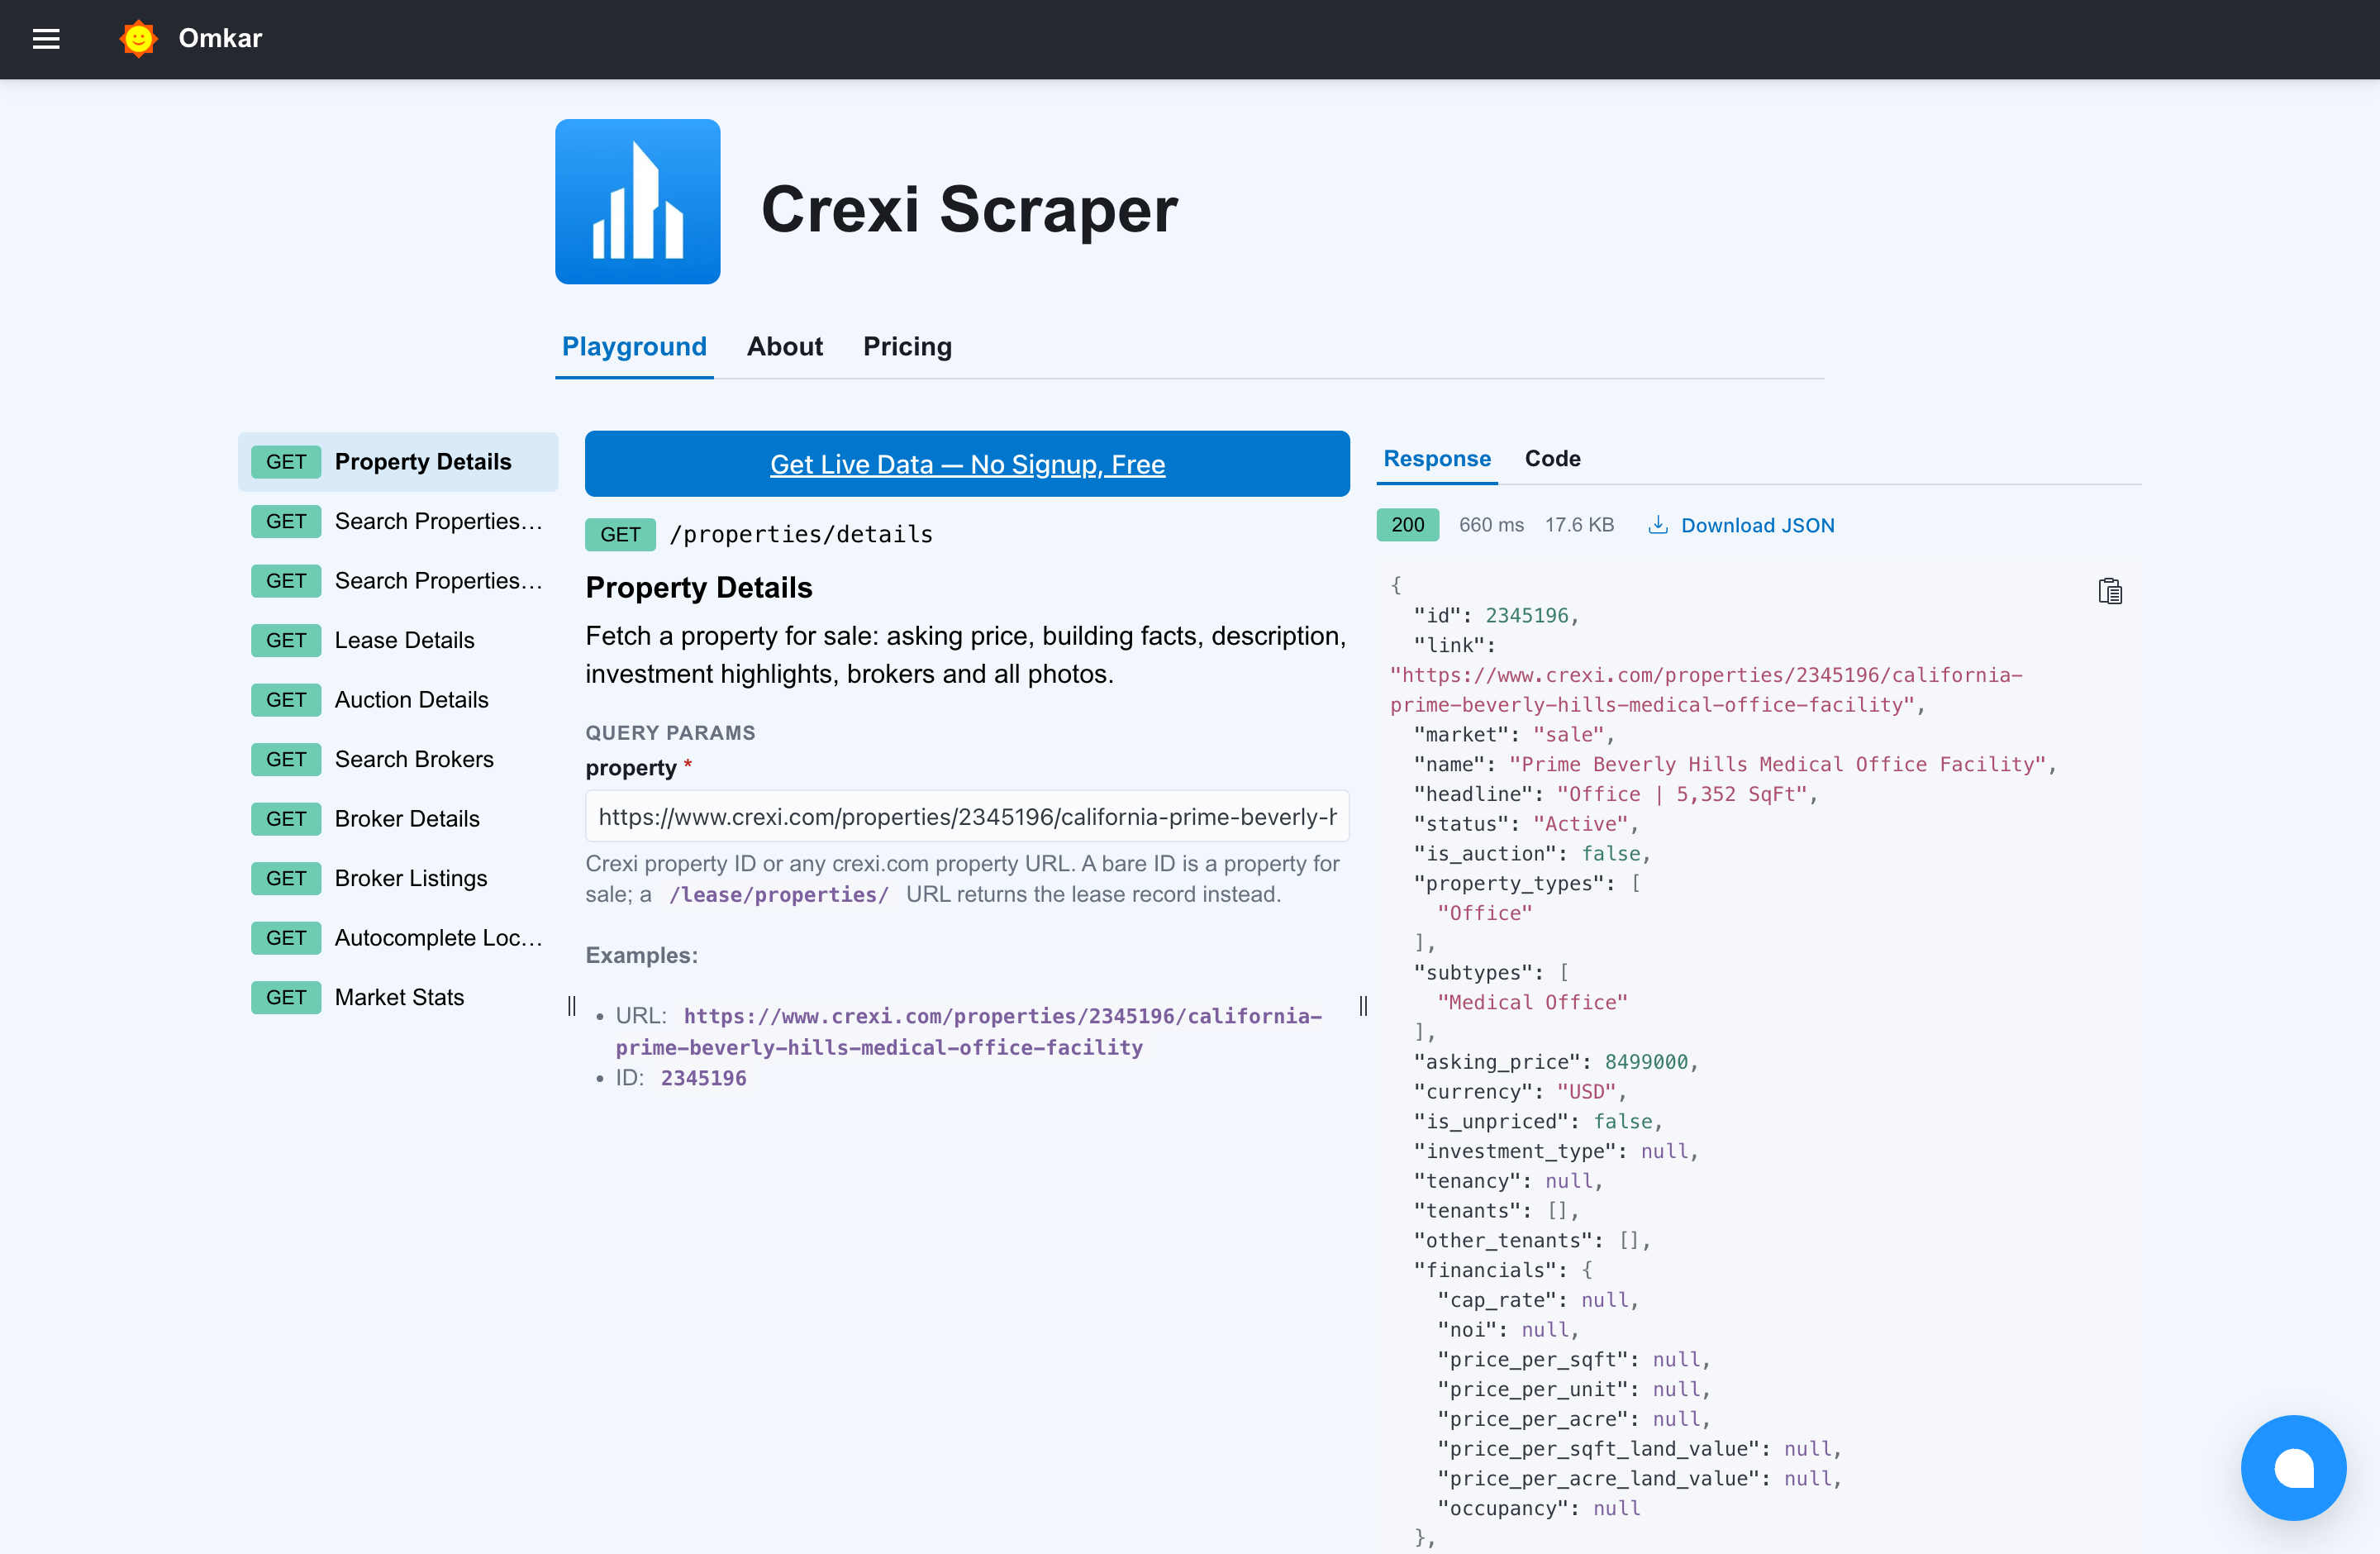 Omkar
Crexi Scraper
Playground
About
Pricing
GET Property Details
GET Search Properties...
GET Search Properties...
GET Lease Details
GET Auction Details
GET Search Brokers
GET Broker Details
GET Broker Listings
GET Autocomplete Loc...
GET Market Stats
Get Live Data — No Signup, Free
GET /properties/details
Property Details
Fetch a property for sale: asking price, building facts, description,
investment highlights, brokers and all photos.
QUERY PARAMS
property *
https://www.crexi.com/properties/2345196/california-prime-beverly-h
Crexi property ID or any crexi.com property URL. A bare ID is a property for
sale; a /lease/properties/ URL returns the lease record instead.
Examples:
• URL: https://www.crexi.com/properties/2345196/california-
prime-beverly-hills-medical-office-facility
• ID: 2345196
Response
Code
200 660 ms 17.6 KB Download JSON
{
"id": 2345196,
"link":
"https://www.crexi.com/properties/2345196/california-
prime-beverly-hills-medical-office-facility",
"market": "sale",
"name": "Prime Beverly Hills Medical Office Facility",
"headline": "Office | 5,352 SqFt",
"status": "Active",
"is_auction": false,
"property_types": [
"Office"
],
"subtypes": [
"Medical Office"
],
"asking_price": 8499000,
"currency": "USD",
"is_unpriced": false,
"investment_type": null,
"tenancy": null,
"tenants": [],
"other_tenants": [],
"financials": {
"cap_rate": null,
"noi": null,
"price_per_sqft": null,
"price_per_unit": null,
"price_per_acre": null,
"price_per_sqft_land_value": null,
"price_per_acre_land_value": null,
"occupancy": null
},